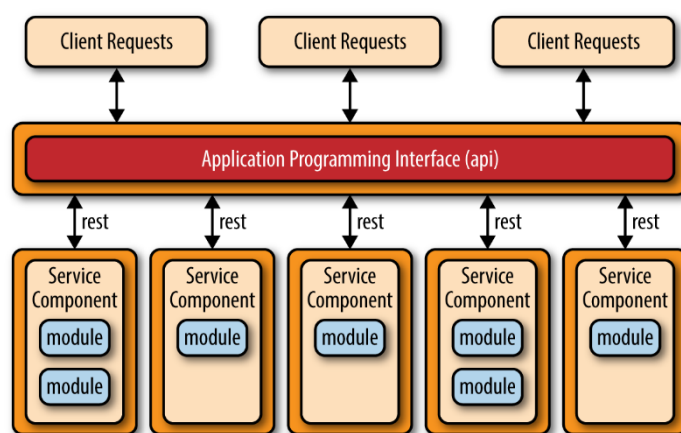 Client Requests
Client Requests
Client Requests
Application Programming Interface (api)
rest
rest
rest
rest
rest
Service
Component
module
module
Service
Component
module
Service
Component
module
Service
Component
module
module
Service
Component
module